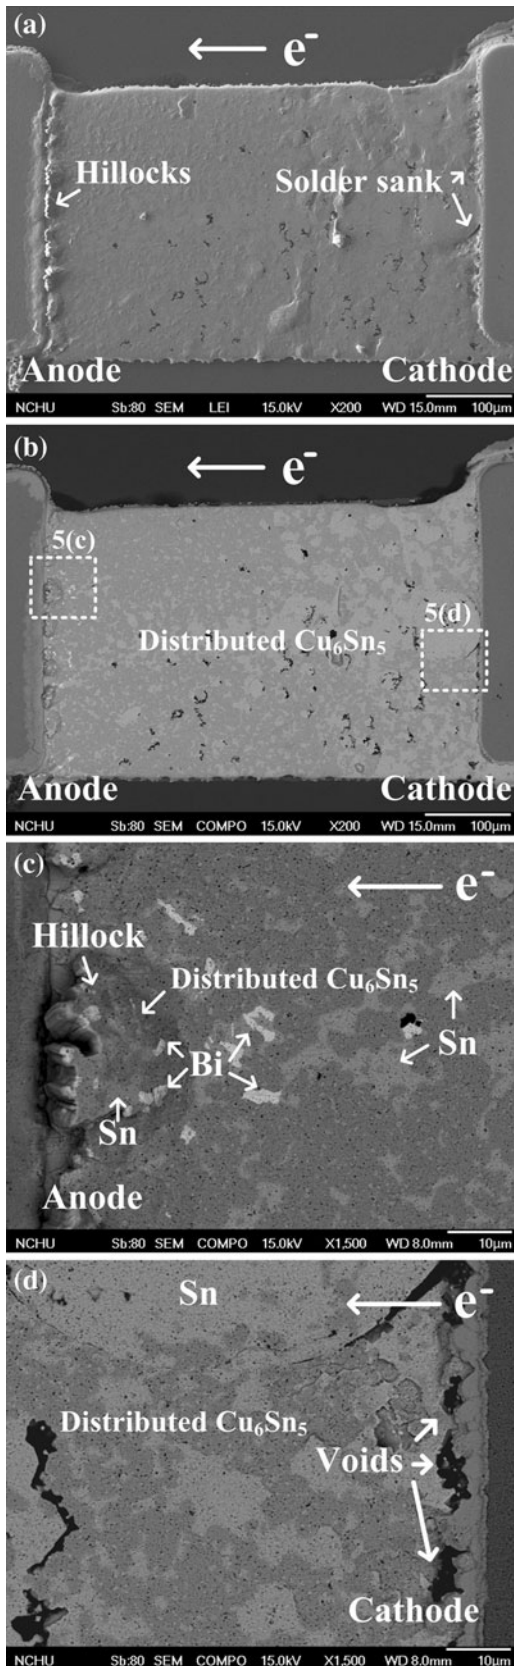 (a)
e-
Hillocks
Solder sank
Anode Cathode
NCHU Sb:80 SEM LEI 15.0kV X200 WD 15.0mm 100μm
(b)
e-
5(c)
5(d)
Distributed Cu6Sn5
Anode Cathode
NCHU Sb:80 SEM COMPO 15.0kV X200 WD 15.0mm 100μm
(c)
e-
Hillock
Distributed Cu6Sn5
Bi Sn
Sn
Anode
NCHU Sb:80 SEM COMPO 15.0kV X1,500 WD 8.0mm 10μm
(d)
Sn
e-
Distributed Cu6Sn5
Voids
Cathode
NCHU Sb:80 SEM COMPO 15.0kV X1,500 WD 8.0mm 10μm